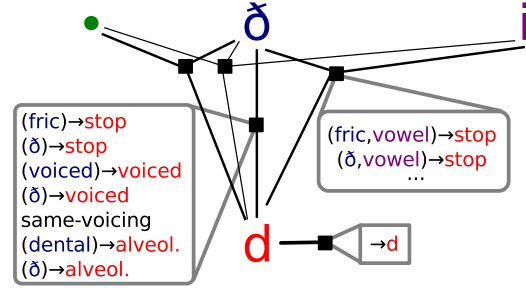 ð i
(fric)→stop
(ð)→stop
(voiced)→voiced
(ð)→voiced
same-voicing
(dental)→alveol.
(ð)→alveol.
(fric,vowel)→stop
(ð,vowel)→stop
...
d →d